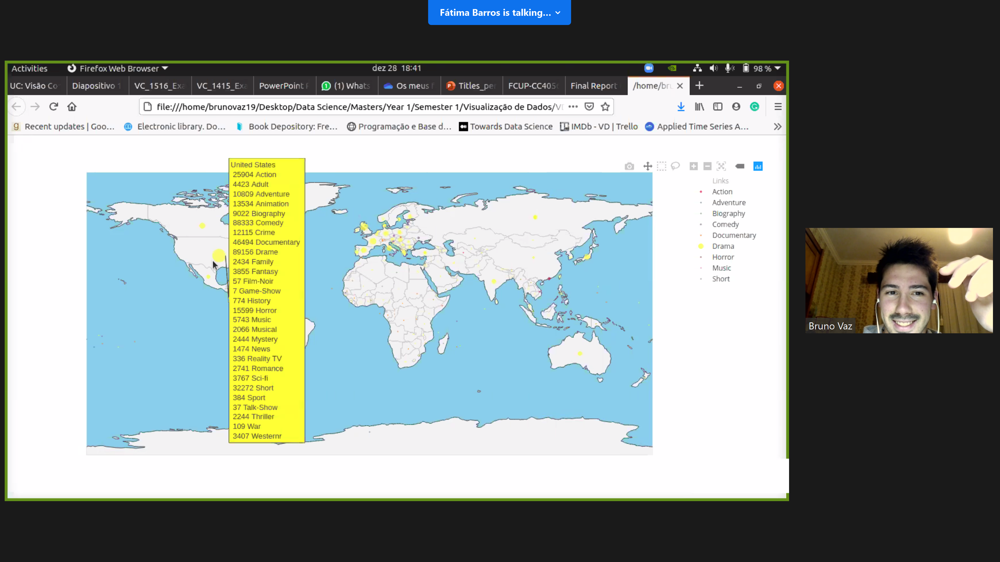 Fátima Barros is talking...
Activities Firefox Web Browser dez 28 18:41 98 %
UC: Visão Co Diapositivo 1 VC_1516_Exa VC_1415_Exa PowerPoint (1) Whats Os meus f Titles_per FCUP-CC405 Final Report /home/bru
file:///home/brunovaz19/Desktop/Data Science/Masters/Year 1/Semester 1/Visualização de Dados/VD
Recent updates | Goo... Electronic library. Do... Book Depository: Fre... Programação e Base d... Towards Data Science IMDb - VD | Trello Applied Time Series A...
United States
25904 Action
4423 Adult
10809 Adventure
13534 Animation
9022 Biography
88333 Comedy
12115 Crime
46494 Documentary
89156 Drame
2434 Family
3855 Fantasy
57 Film-Noir
7 Game-Show
774 History
15599 Horror
5743 Music
2066 Musical
2444 Mystery
1474 News
336 Reality TV
2741 Romance
3767 Sci-fi
32272 Short
384 Sport
37 Talk-Show
2244 Thriller
109 War
3407 Westernr
Links
Action
Adventure
Biography
Comedy
Documentary
Drama
Horror
Music
Short
Bruno Vaz